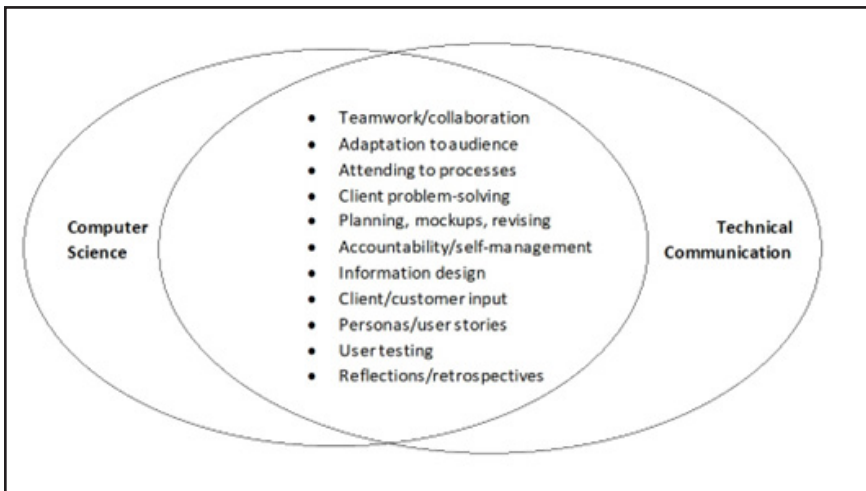 Teamwork/collaboration
Adaptation to audience
Attending to processes
Client problem-solving
Planning, mockups, revising
Accountability/self-management
Information design
Client/customer input
Personas/user stories
User testing
Reflections/retrospectives
Computer
Science
Technical
Communication